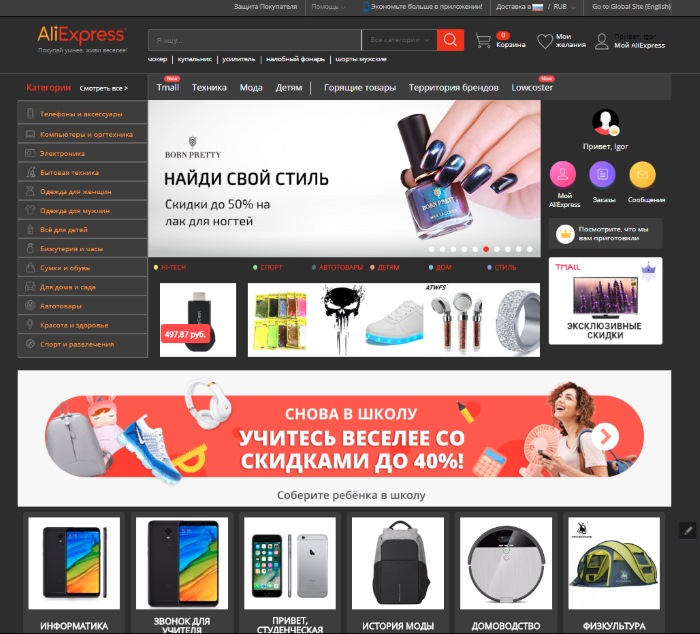 Защита Покупателя
Помощь
Экономьте больше в приложении!
Доставка в / RUB
Go to Global Site (English)
AliExpress
Покупай умнее, живи веселее!
Я ищу...
Все категории
0
Корзина
Мои
желания
Привет, Igor
Мой AliExpress
чокер | купальник | усилитель | налобный фонарь | шорты мужские
Категории
Смотреть все >
Tmall
New
Техника
Мода
Детям
Горящие товары
Территория брендов
Lowcoster
New
Телефоны и аксессуары
Компьютеры и оргтехника
Электроника
Бытовая техника
Одежда для женщин
Одежда для мужчин
Всё для детей
Бижутерия и часы
Сумки и обувь
Для дома и сада
Автотовары
Красота и здоровье
Спорт и развлечения
BORN PRETTY
НАЙДИ СВОЙ СТИЛЬ
Скидки до 50% на
лак для ногтей
BORN PRETTY
Привет, Igor
Мой
AliExpress
Заказы
Сообщения
Посмотрите, что мы
вам приготовили
TMALL
ЭКСКЛЮЗИВНЫЕ
СКИДКИ
HI-TECH
СПОРТ
АВТОТОВАРЫ
ДЕТЯМ
ДОМ
СТИЛЬ
497,87 руб.
ATWFS
СНОВА В ШКОЛУ
УЧИТЕСЬ ВЕСЕЛЕЕ СО
СКИДКАМИ ДО 40%!
Соберите ребёнка в школу
ИНФОРМАТИКА
ЗВОНОК ДЛЯ
УЧИТЕЛЯ
ПРИВЕТ,
СТУДЕНЧЕСКАЯ
ИСТОРИЯ МОДЫ
ДОМОВОДСТВО
ФИЗКУЛЬТУРА